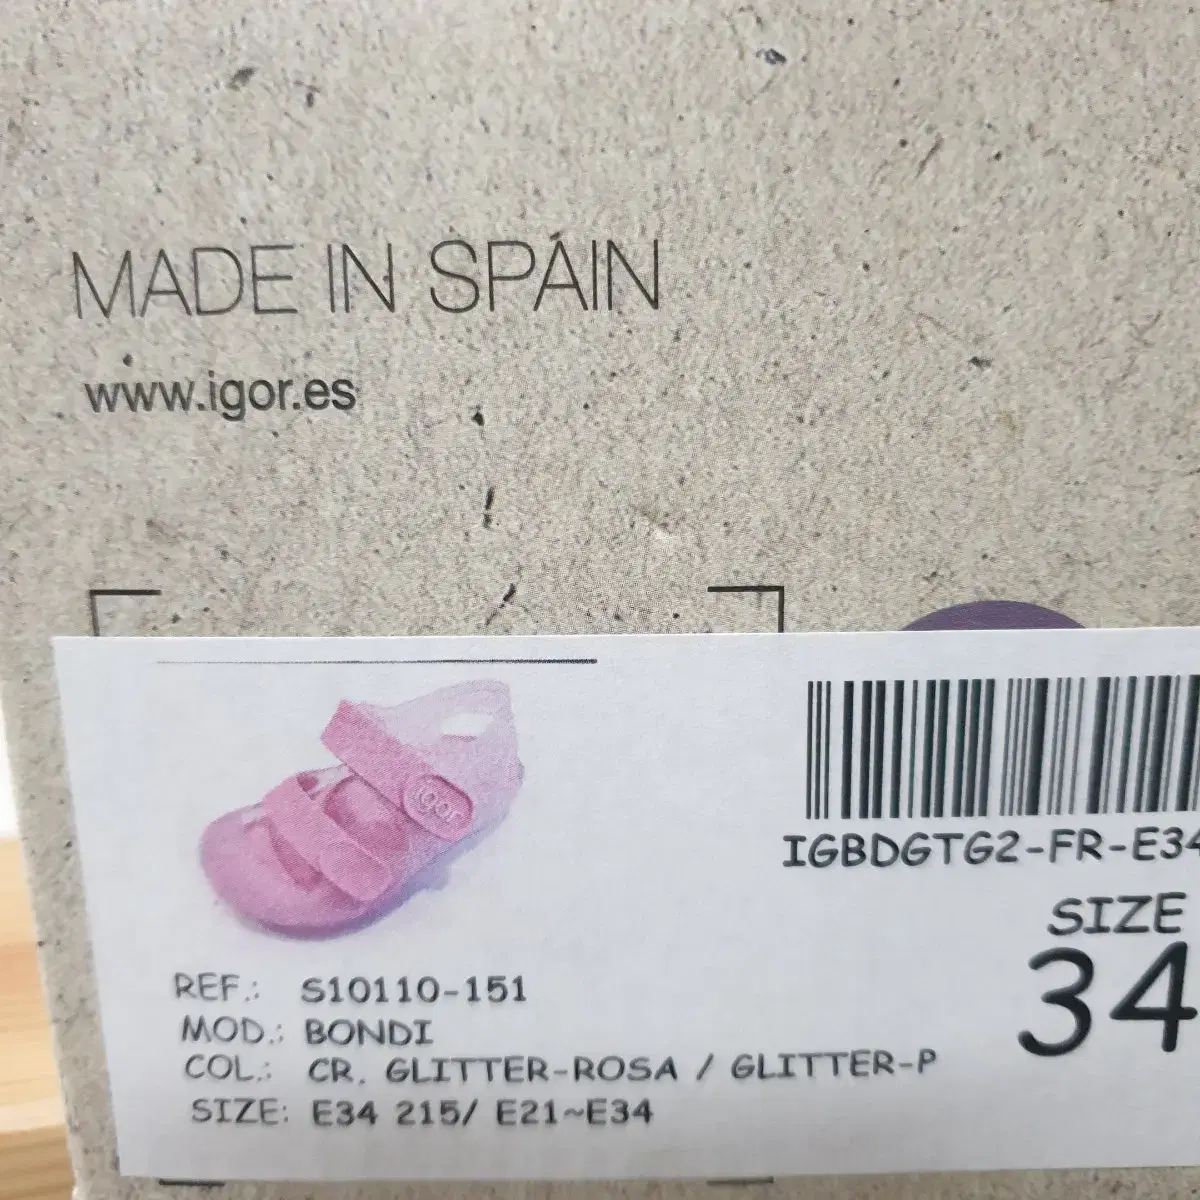 MADE IN SPAIN
www.igor.es
igor
IGBDGTG2-FR-E34
SIZE
34
REF.: S10110-151
MOD.: BONDI
COL.: CR. GLITTER-ROSA / GLITTER-P
SIZE: E34 215/ E21~E34